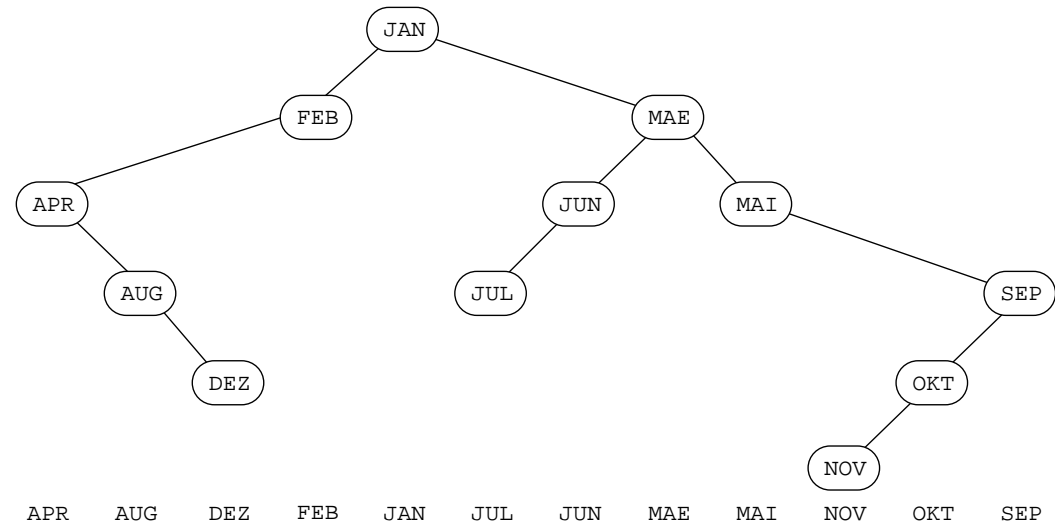 JAN
FEB MAE
APR JUN MAI
AUG JUL SEP
DEZ OKT
NOV
APR AUG DEZ FEB JAN JUL JUN MAE MAI NOV OKT SEP